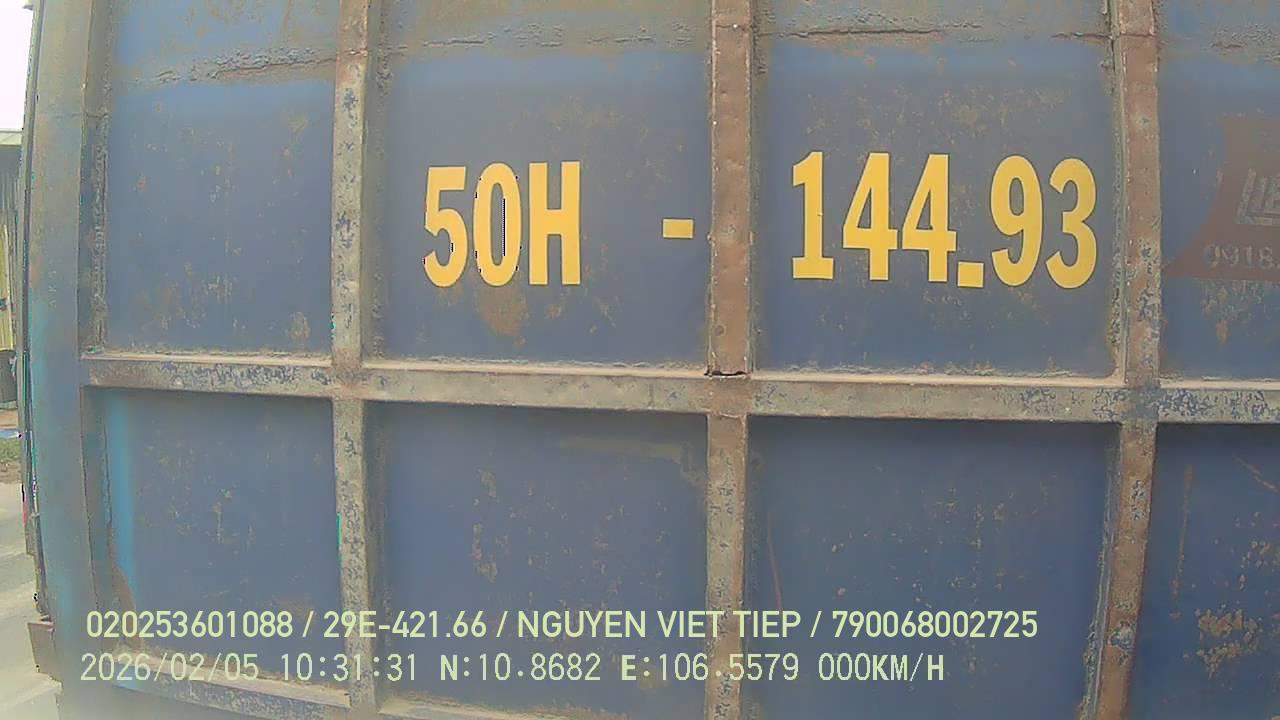 50H - 144.93
0918
020253601088 / 29E-421.66 / NGUYEN VIET TIEP / 790068002725
2026/02/05 10:31:31 N:10.8682 E:106.5579 000KM/H